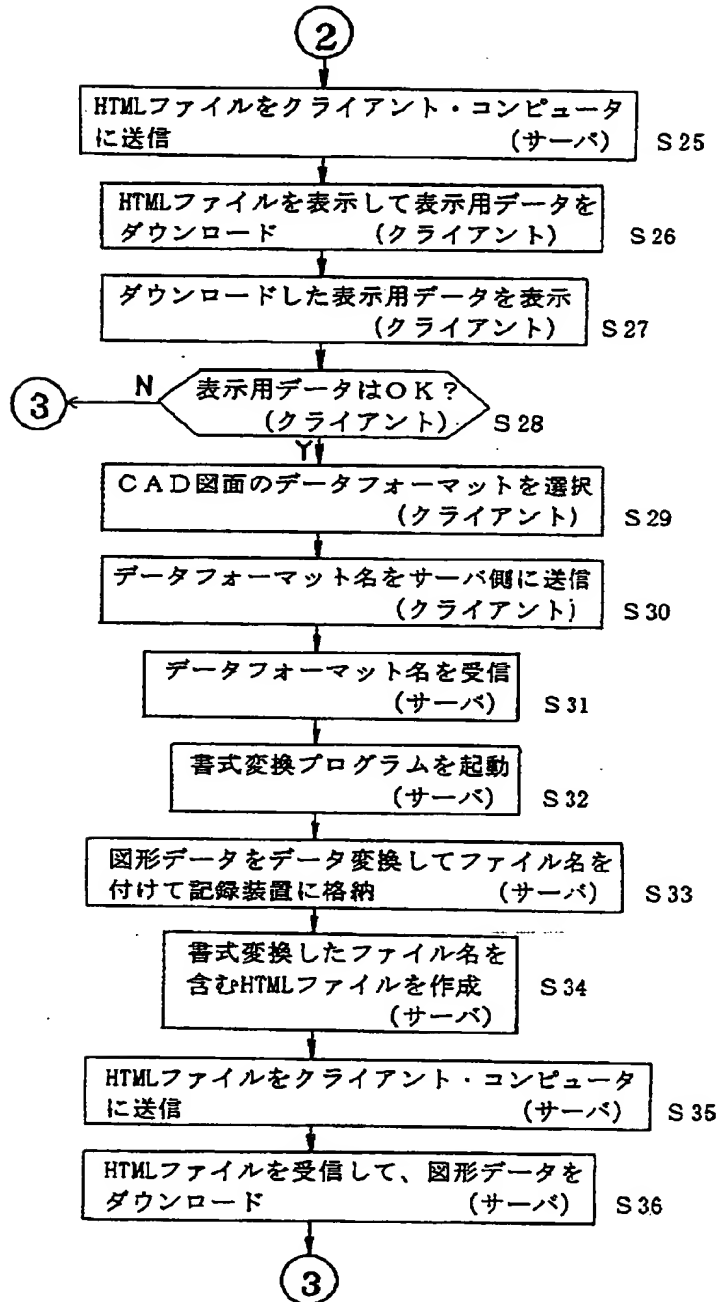 2
HTMLファイルをクライアント・コンピュータ
に送信 (サーバ) S25
HTMLファイルを表示して表示用データを
ダウンロード (クライアント) S26
ダウンロードした表示用データを表示
(クライアント) S27
3 N 表示用データはOK?
(クライアント) S28
Y
CAD図面のデータフォーマットを選択
(クライアント) S29
データフォーマット名をサーバ側に送信
(クライアント) S30
データフォーマット名を受信
(サーバ) S31
書式変換プログラムを起動
(サーバ) S32
図形データをデータ変換してファイル名を
付けて記録装置に格納 (サーバ) S33
書式変換したファイル名を
含むHTMLファイルを作成 S34
(サーバ)
HTMLファイルをクライアント・コンピュータ
に送信 (サーバ) S35
HTMLファイルを受信して、図形データを
ダウンロード (サーバ) S36
3